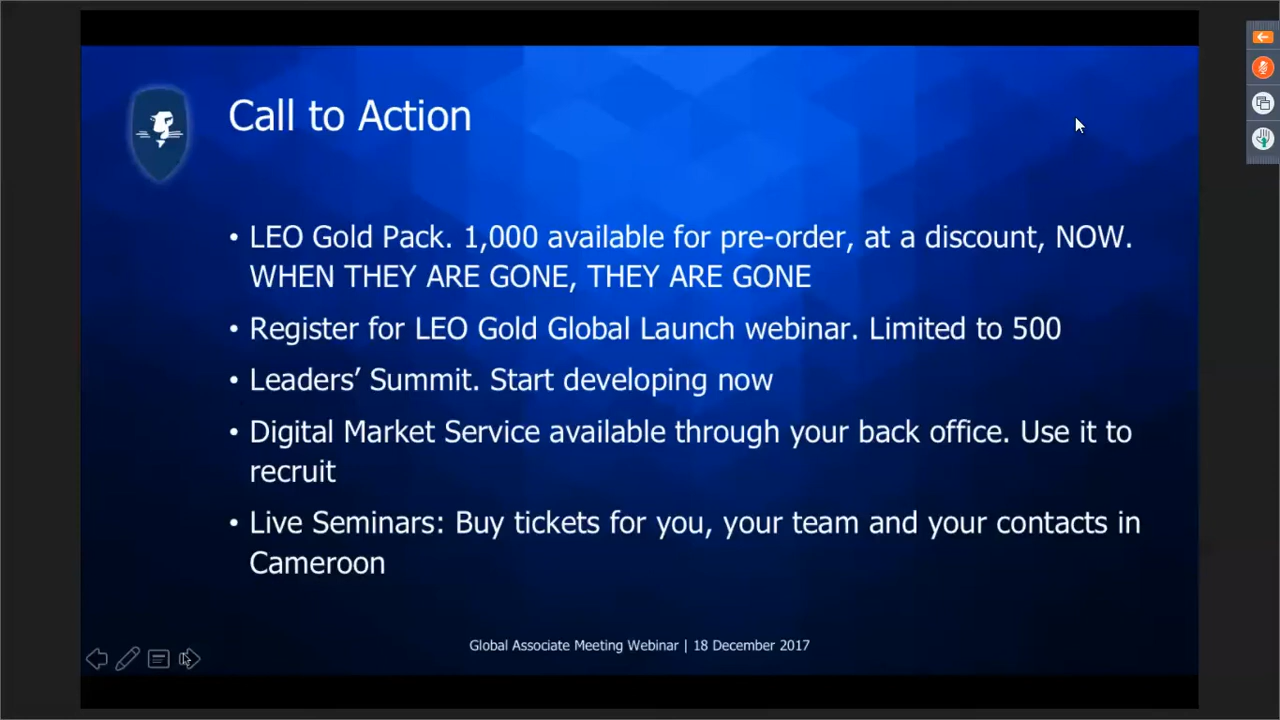 Call to Action
• LEO Gold Pack. 1,000 available for pre-order, at a discount, NOW.
WHEN THEY ARE GONE, THEY ARE GONE
• Register for LEO Gold Global Launch webinar. Limited to 500
• Leaders’ Summit. Start developing now
• Digital Market Service available through your back office. Use it to
recruit
• Live Seminars: Buy tickets for you, your team and your contacts in
Cameroon
Global Associate Meeting Webinar | 18 December 2017